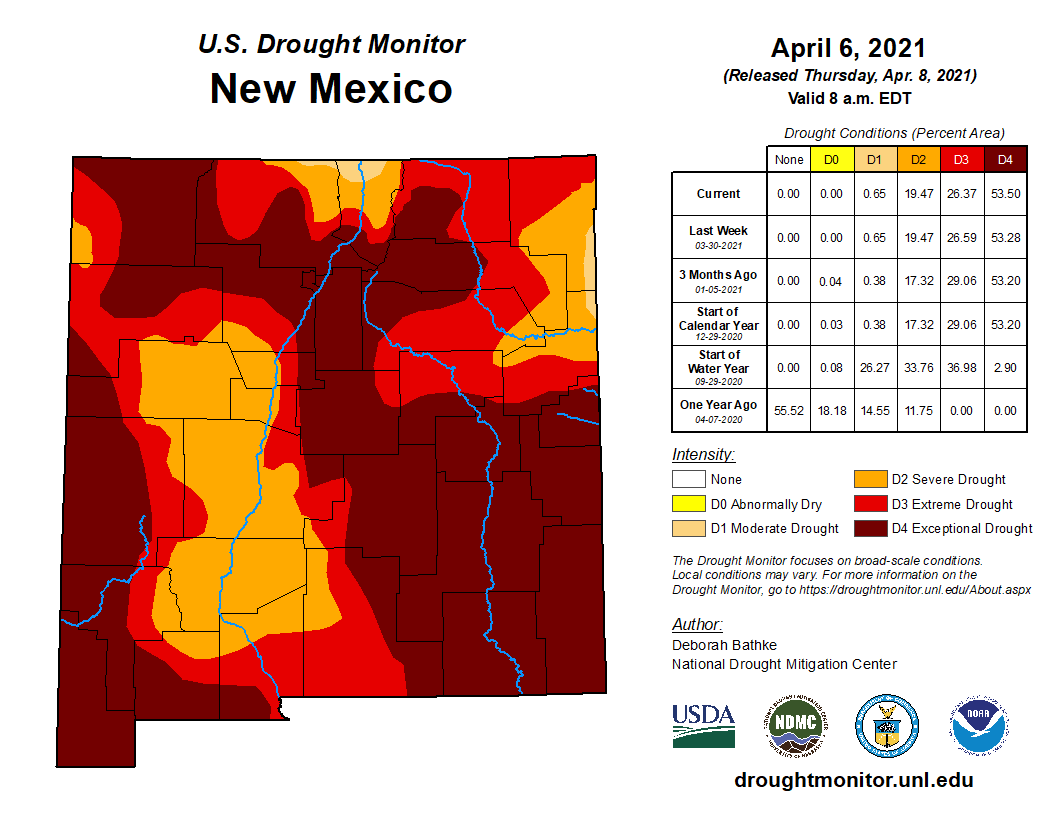 U.S. Drought Monitor
New Mexico
April 6, 2021
(Released Thursday, Apr. 8, 2021)
Valid 8 a.m. EDT
Drought Conditions (Percent Area)
None D0 D1 D2 D3 D4
Current 0.00 0.00 0.65 19.47 26.37 53.50
Last Week
03-30-2021 0.00 0.00 0.65 19.47 26.59 53.28
3 Months Ago
01-05-2021 0.00 0.04 0.38 17.32 29.06 53.20
Start of
Calendar Year
12-29-2020 0.00 0.03 0.38 17.32 29.06 53.20
Start of
Water Year
09-29-2020 0.00 0.08 26.27 33.76 36.98 2.90
One Year Ago
04-07-2020 55.52 18.18 14.55 11.75 0.00 0.00
Intensity:
None
D0 Abnormally Dry
D1 Moderate Drought
D2 Severe Drought
D3 Extreme Drought
D4 Exceptional Drought
The Drought Monitor focuses on broad-scale conditions.
Local conditions may vary. For more information on the
Drought Monitor, go to https://droughtmonitor.unl.edu/About.aspx
Author:
Deborah Bathke
National Drought Mitigation Center
USDA
NDMC
NOAA
droughtmonitor.unl.edu